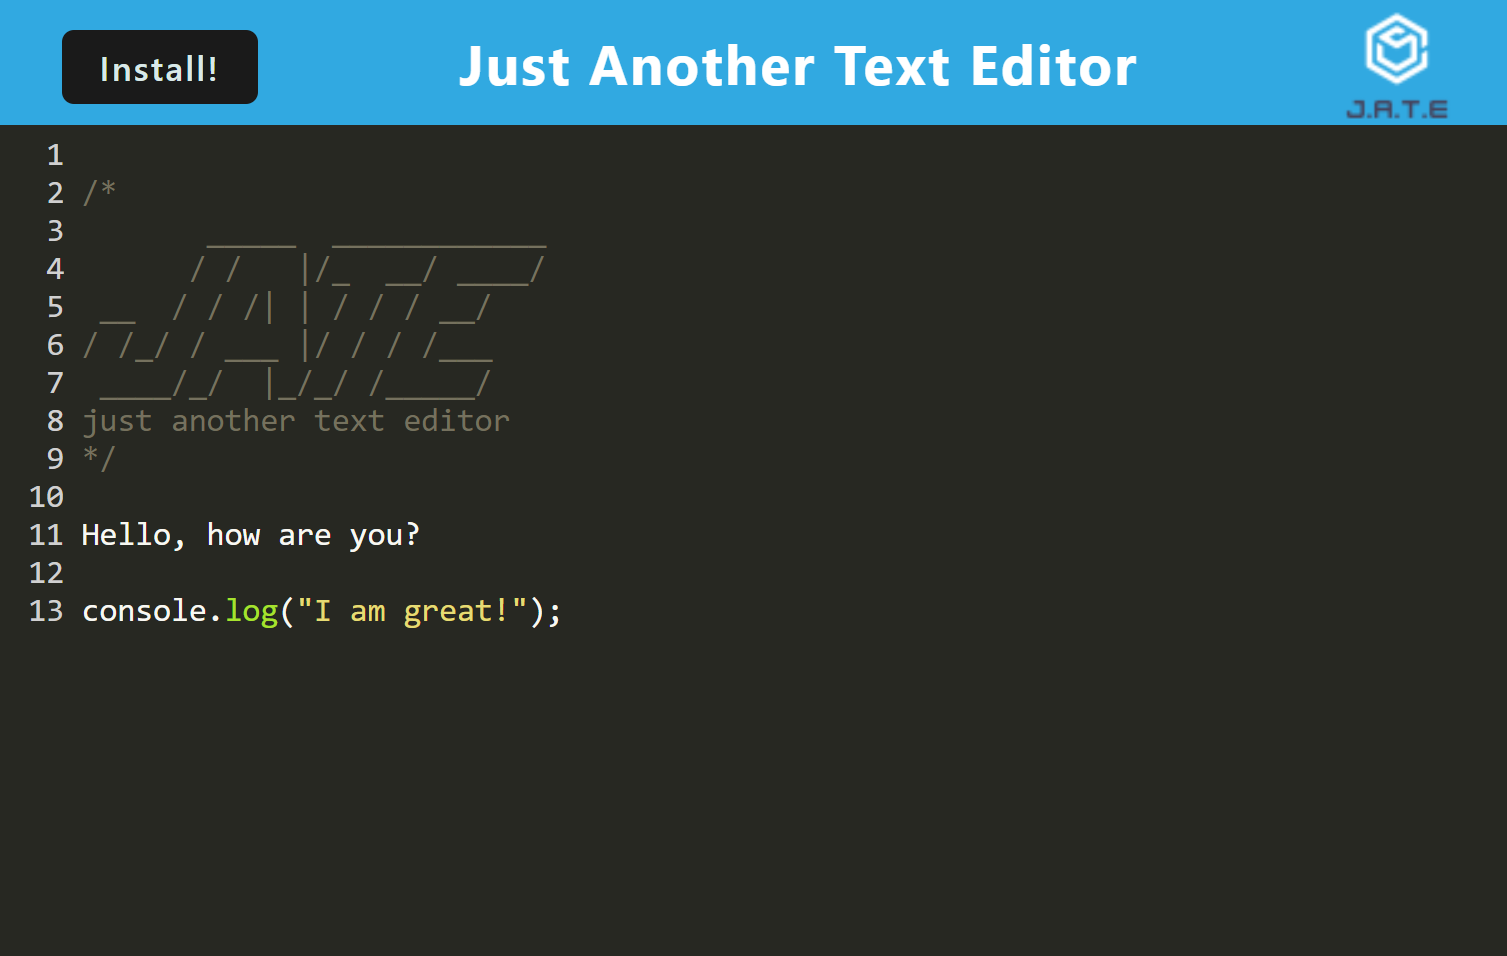 Install!
Just Another Text Editor
J.A.T.E
1
2 /*
3        _____  ____________
4       / /    |/_  __/ ____/
5  __  / / /| | / / / __/
6 / /_/ / ___ |/ / / /___
7  ____/_/  |_/_/ /_____/
8 just another text editor
9 */
10
11 Hello, how are you?
12
13 console.log("I am great!");